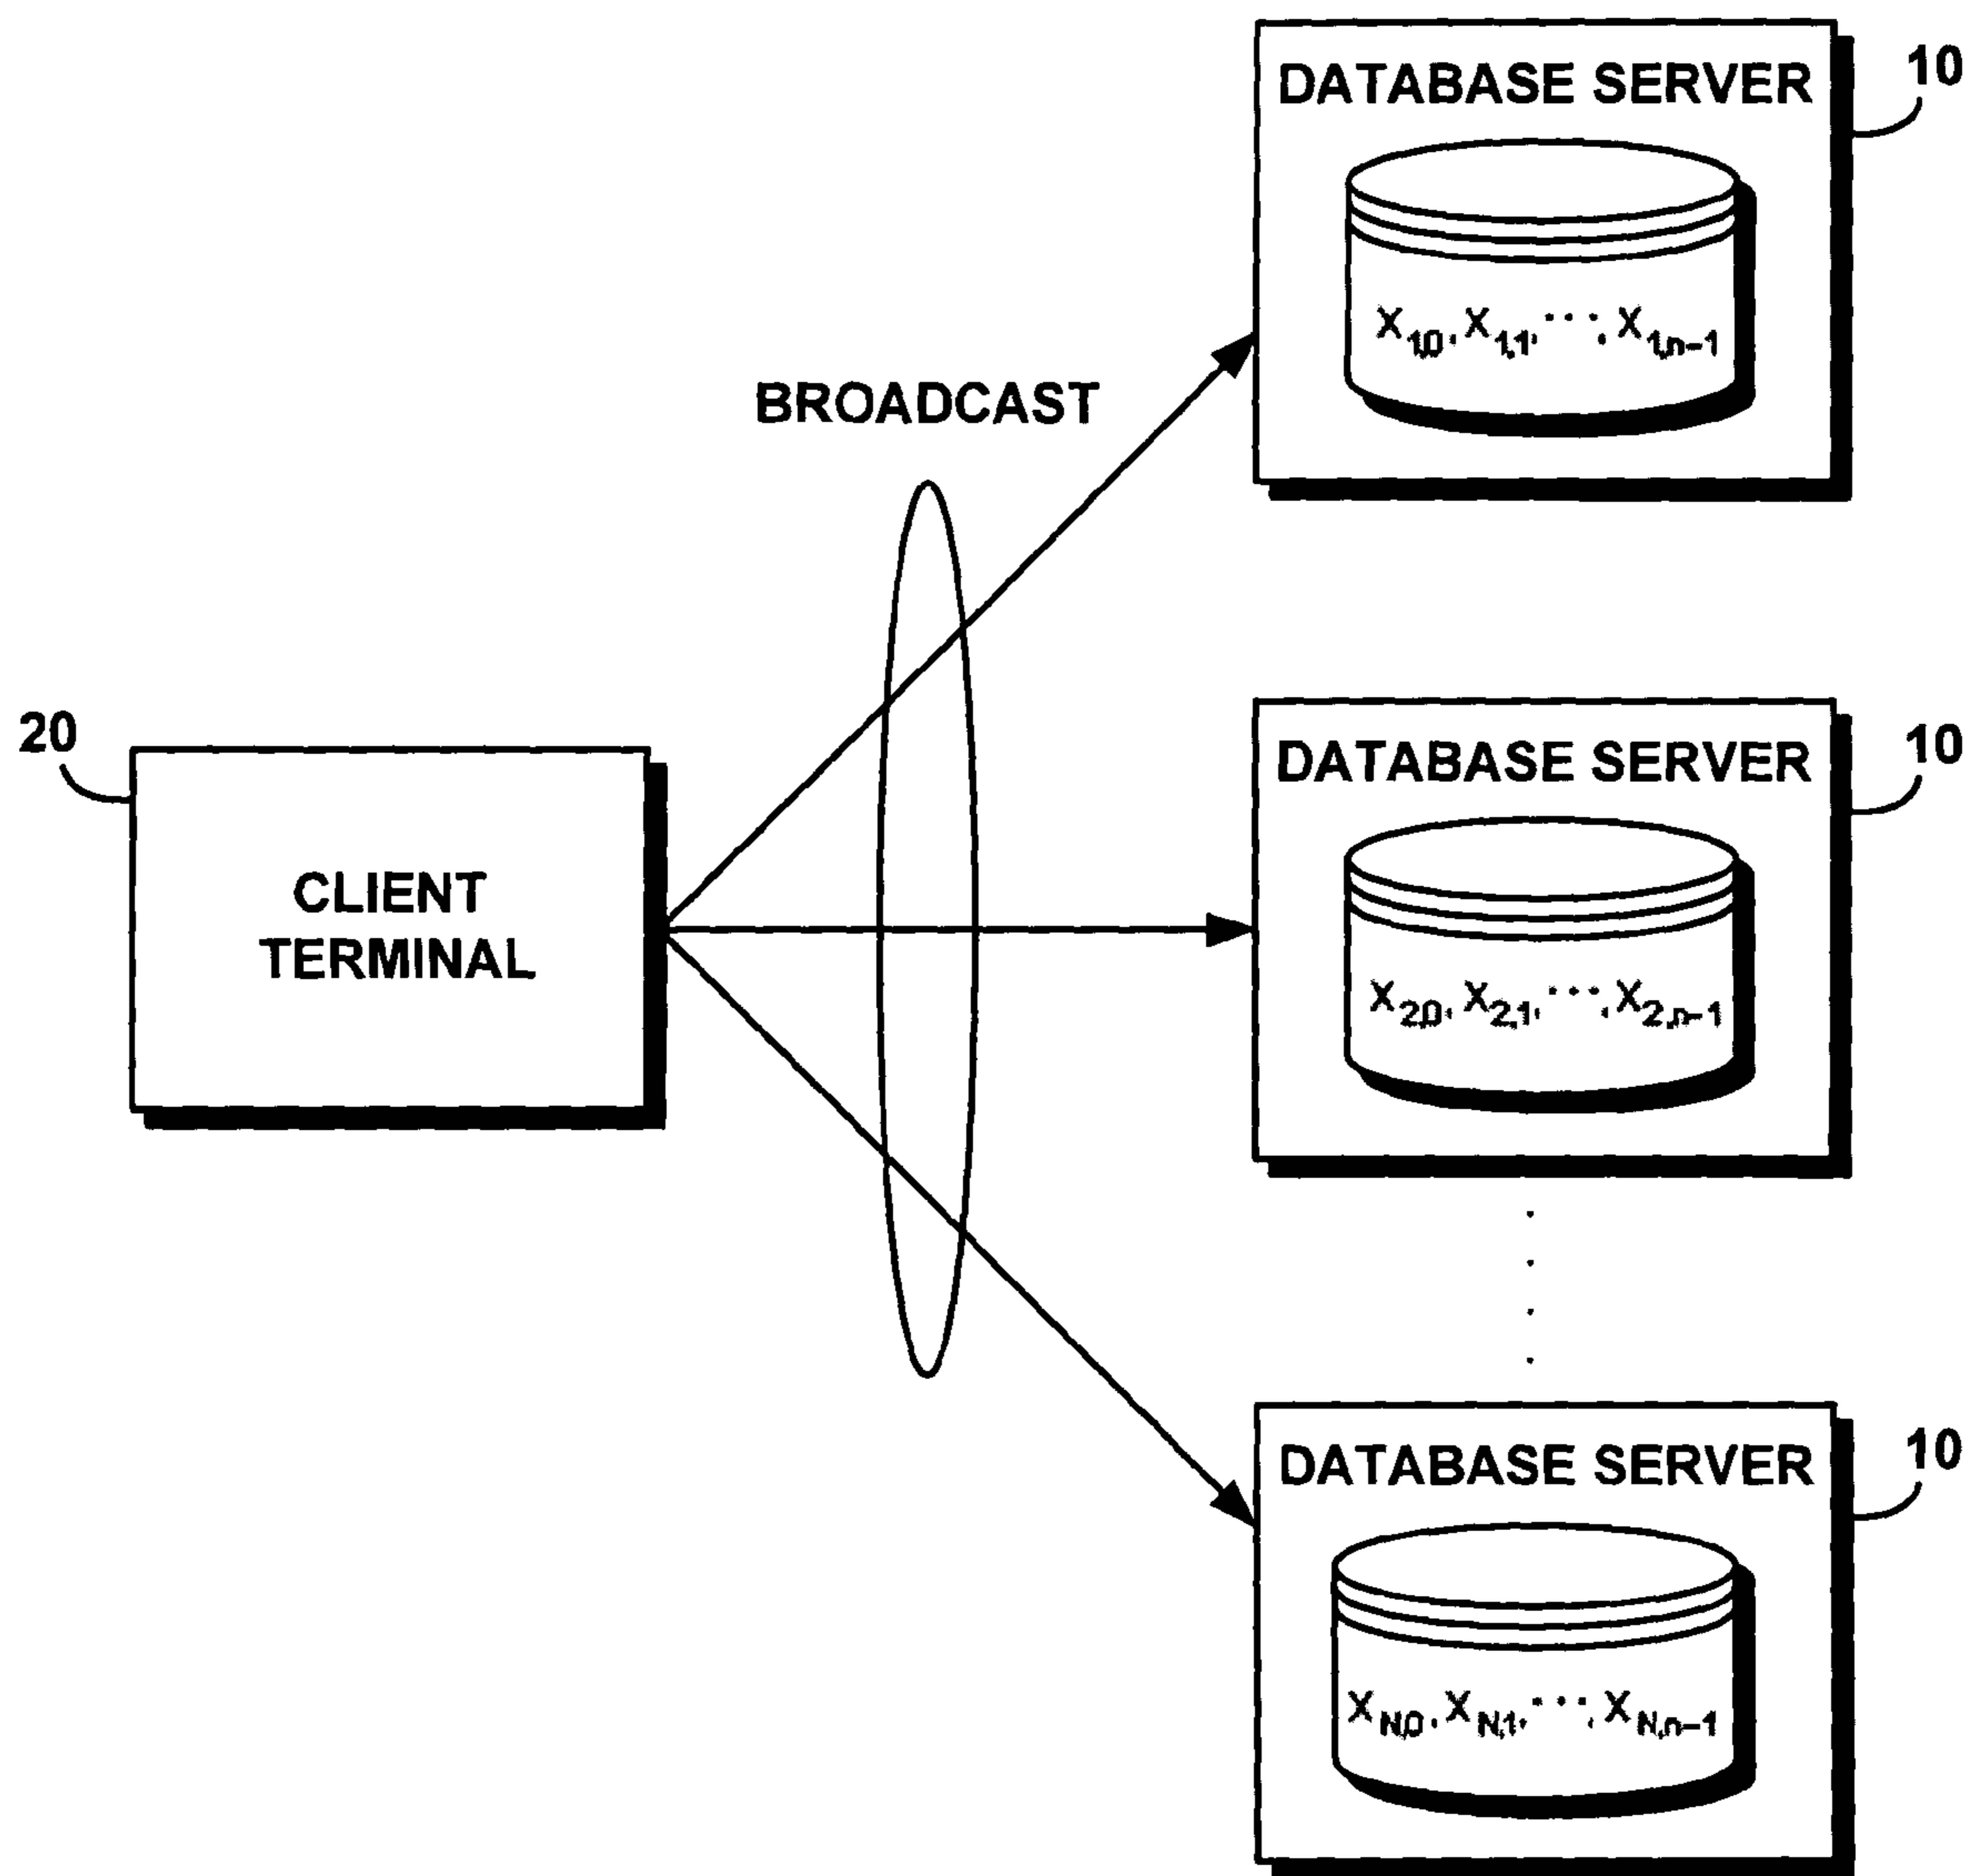 DATABASE SERVER
10
X1,0, X1,1, ···, X1,n-1
BROADCAST
20
CLIENT
TERMINAL
DATABASE SERVER
10
X2,0, X2,1, ···, X2,n-1
DATABASE SERVER
10
XN,0, XN,1, ···, XN,n-1